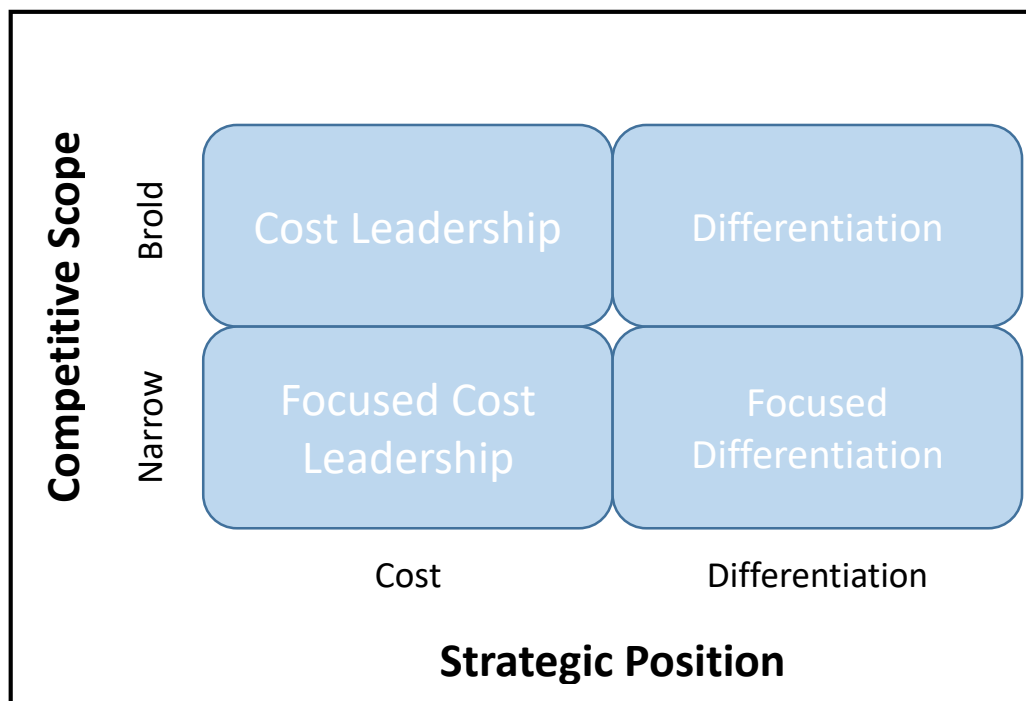 Competitive Scope
Brold
Cost Leadership
Differentiation
Narrow
Focused Cost
Leadership
Focused
Differentiation
Cost
Differentiation
Strategic Position